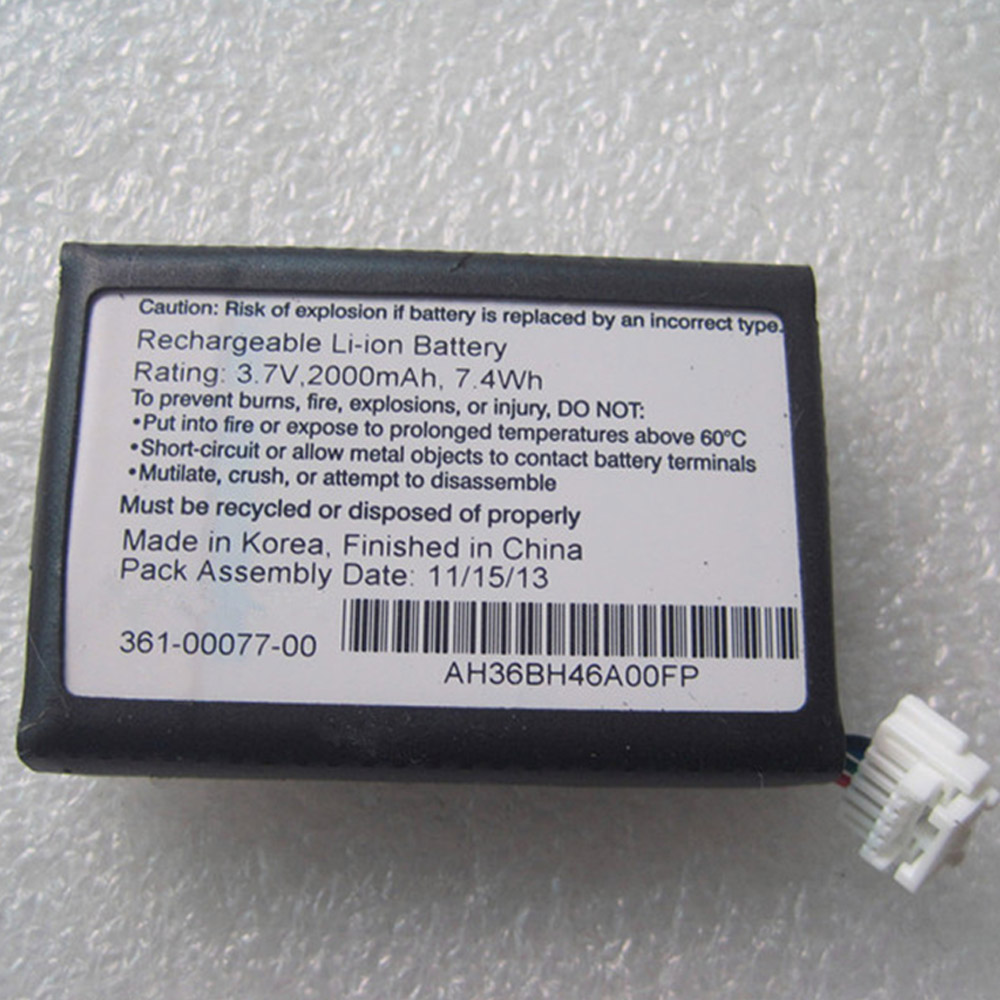 Caution: Risk of explosion if battery is replaced by an incorrect type.
Rechargeable Li-ion Battery
Rating: 3.7V,2000mAh, 7.4Wh
To prevent burns, fire, explosions, or injury, DO NOT:
•Put into fire or expose to prolonged temperatures above 60°C
•Short-circuit or allow metal objects to contact battery terminals
•Mutilate, crush, or attempt to disassemble
Must be recycled or disposed of properly
Made in Korea, Finished in China
Pack Assembly Date: 11/15/13
361-00077-00
AH36BH46A00FP